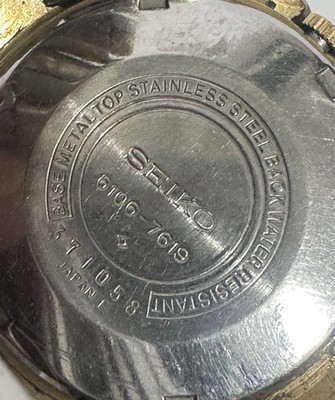 BASE METAL TOP STAINLESS STEEL BACK WATER RESISTANT
SEIKO
6106-7619
371058
JAPAN